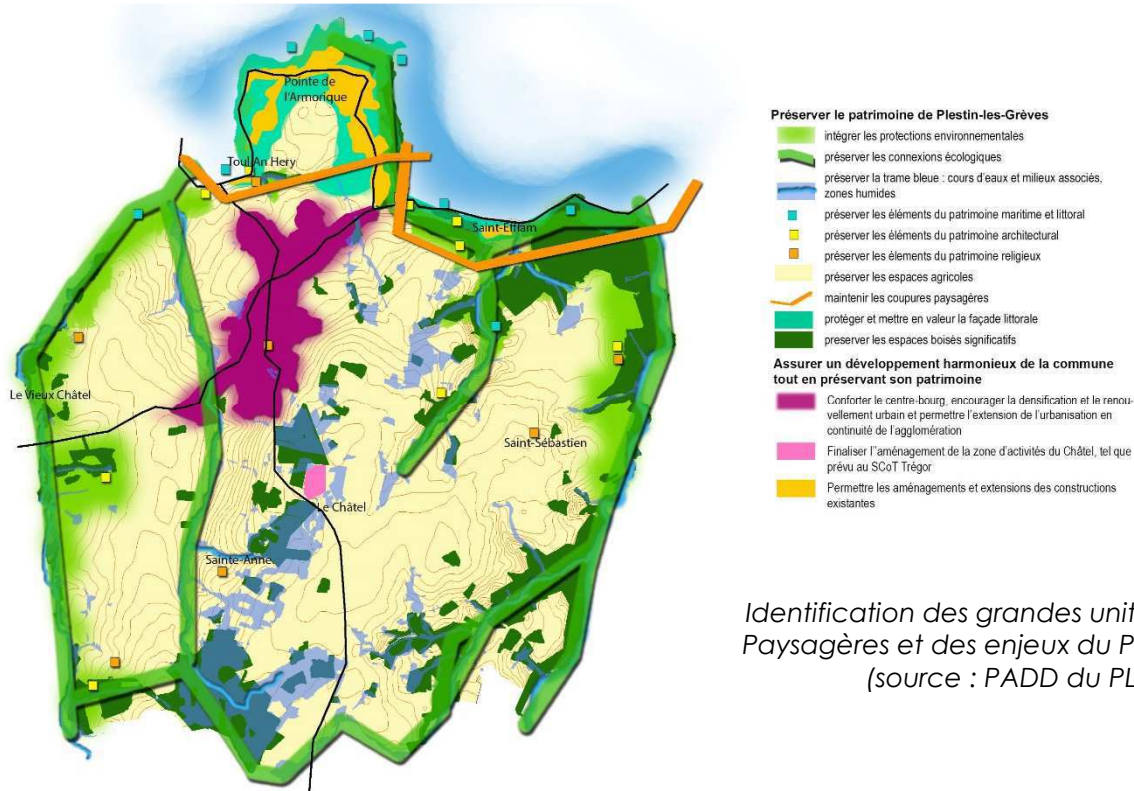 Pointe de
l'Armorique
Toul An Hery
Saint-Efflam
Le Vieux Châtel
Saint-Sébastien
Le Châtel
Sainte-Anne
Préserver le patrimoine de Plestin-les-Grèves
intégrer les protections environnementales
préserver les connexions écologiques
préserver la trame bleue : cours d'eaux et milieux associés,
zones humides
préserver les éléments du patrimoine maritime et littoral
préserver les éléments du patrimoine architectural
préserver les élements du patrimoine religieux
préserver les espaces agricoles
maintenir les coupures paysagères
protéger et mettre en valeur la façade littorale
preserver les espaces boisés significatifs
Assurer un développement harmonieux de la commune
tout en préservant son patrimoine
Conforter le centre-bourg, encourager la densification et le renou-
vellement urbain et permettre l'extension de l'urbanisation en
continuité de l'agglomération
Finaliser l''aménagement de la zone d'activités du Châtel, tel que
prévu au SCoT Trégor
Permettre les aménagements et extensions des constructions
existantes
Identification des grandes unit
Paysagères et des enjeux du P
(source : PADD du PL